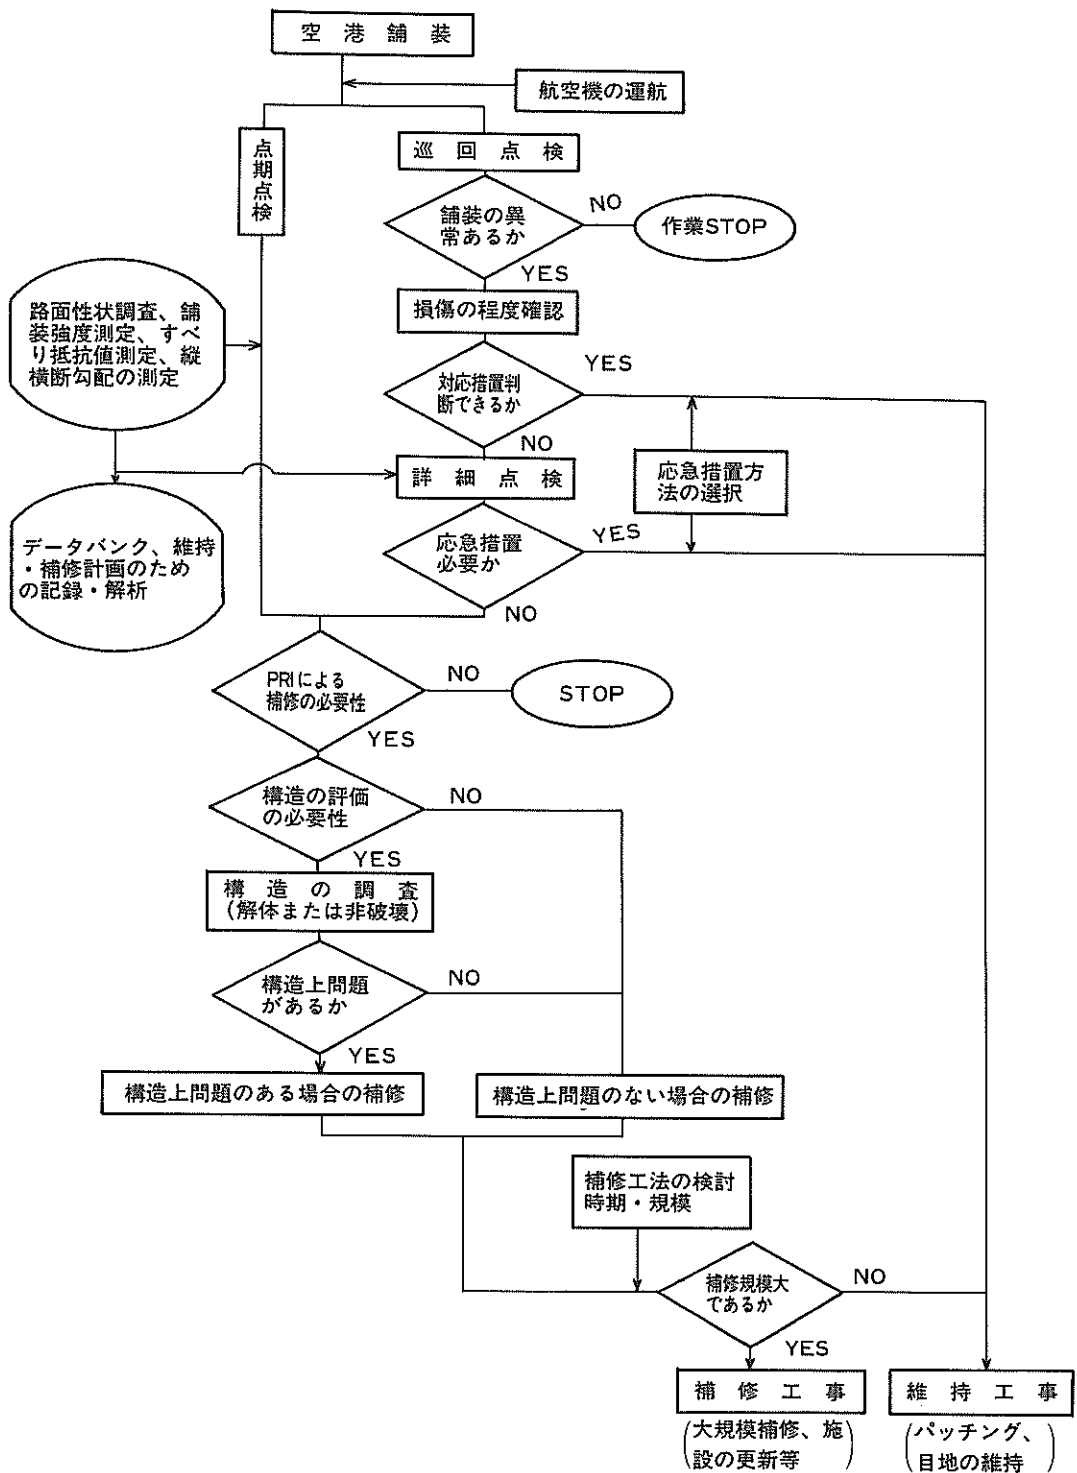 空港舗装
航空機の運航
点期点検
巡回点検
舗装の異
常あるか
NO
作業STOP
YES
損傷の程度確認
路面性状調査、舗
装強度測定、すべ
り抵抗値測定、縦
横断勾配の測定
対応措置判
断できるか
YES
NO
詳細点検
応急措置方
法の選択
データバンク、維持
・補修計画のため
の記録・解析
応急措置
必要か
YES
NO
PRIによる
補修の必要性
NO
STOP
YES
構造の評価
の必要性
NO
YES
構造の調査
(解体または非破壊)
構造上問題
があるか
NO
YES
構造上問題のある場合の補修
構造上問題のない場合の補修
補修工法の検討
時期・規模
補修規模大
であるか
NO
YES
補修工事
(大規模補修、施
設の更新等)
維持工事
(パッチング、
目地の維持)